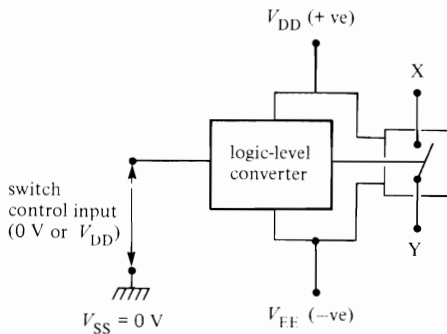 V_DD (+ ve)
X
logic-level
converter
switch
control input
(0 V or V_DD)
Y
V_SS = 0 V
V_EE (−ve)